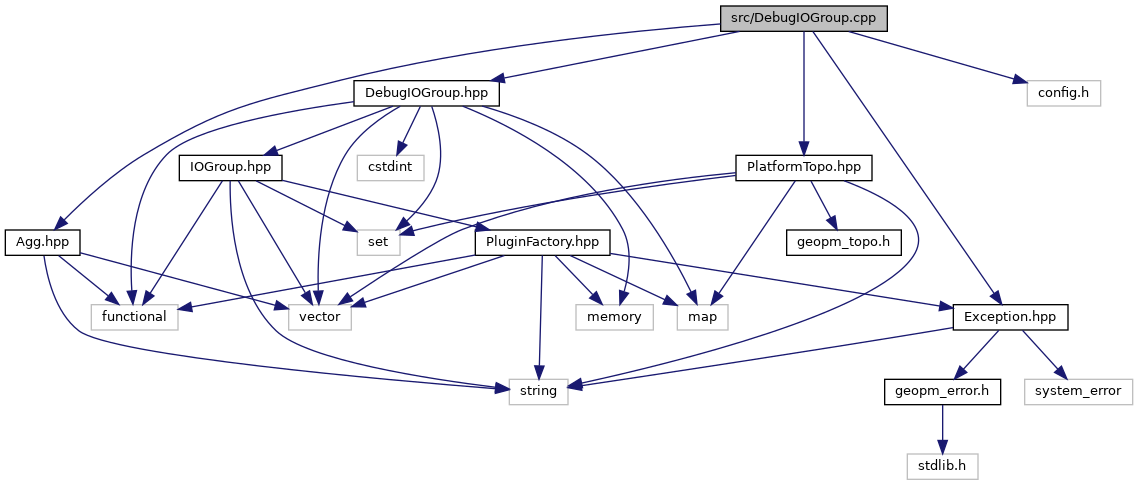 src/DebugIOGroup.cpp
DebugIOGroup.hpp
config.h
IOGroup.hpp
cstdint
PlatformTopo.hpp
Agg.hpp
set
PluginFactory.hpp
geopm_topo.h
functional
vector
memory
map
Exception.hpp
string
geopm_error.h
system_error
stdlib.h